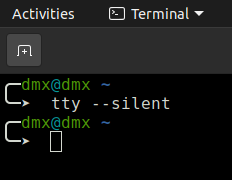 Activities Terminal
dmx@dmx ~
tty --silent
dmx@dmx ~